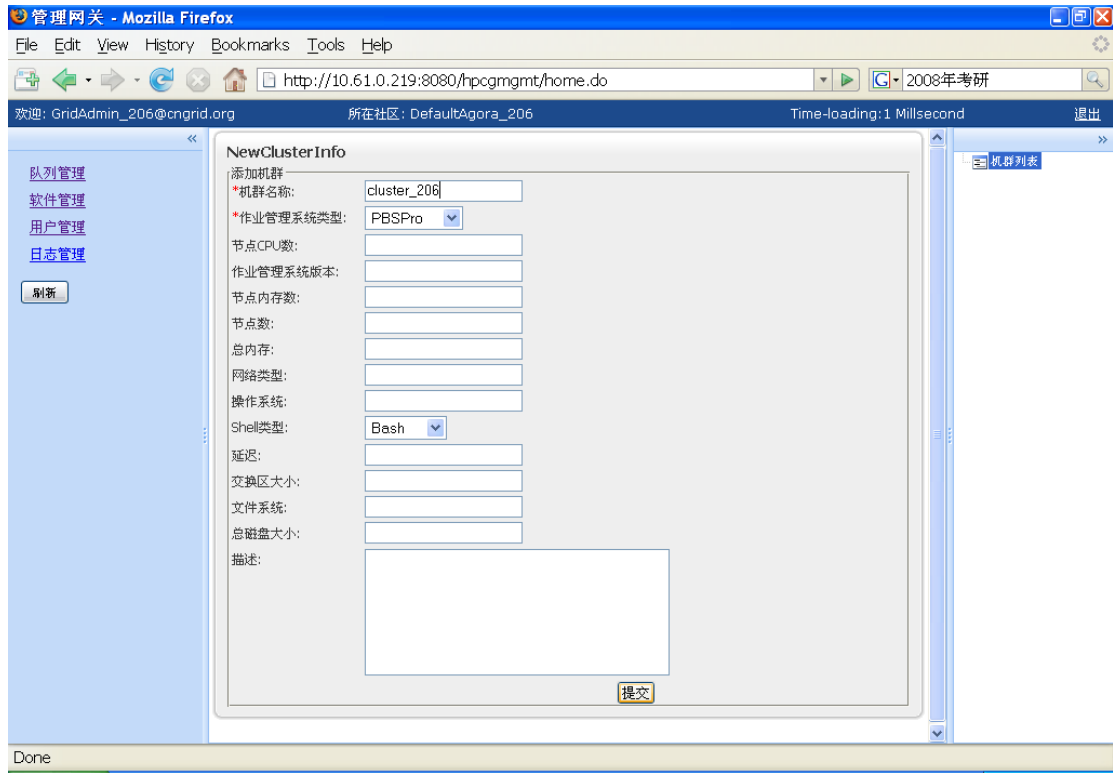 管理网关 - Mozilla Firefox
File Edit View History Bookmarks Tools Help
http://10.61.0.219:8080/hpcgmgmt/home.do
G 2008年考研
欢迎: GridAdmin_206@cngrid.org 所在社区: DefaultAgora_206 Time-loading:1 Millsecond 退出
«
»
队列管理
软件管理
用户管理
日志管理
刷新
NewClusterInfo
添加机群
*机群名称: cluster_206
*作业管理系统类型: PBSPro
节点CPU数:
作业管理系统版本:
节点内存数:
节点数:
总内存:
网络类型:
操作系统:
Shell类型: Bash
延迟:
交换区大小:
文件系统:
总磁盘大小:
描述:
提交
机群列表
Done